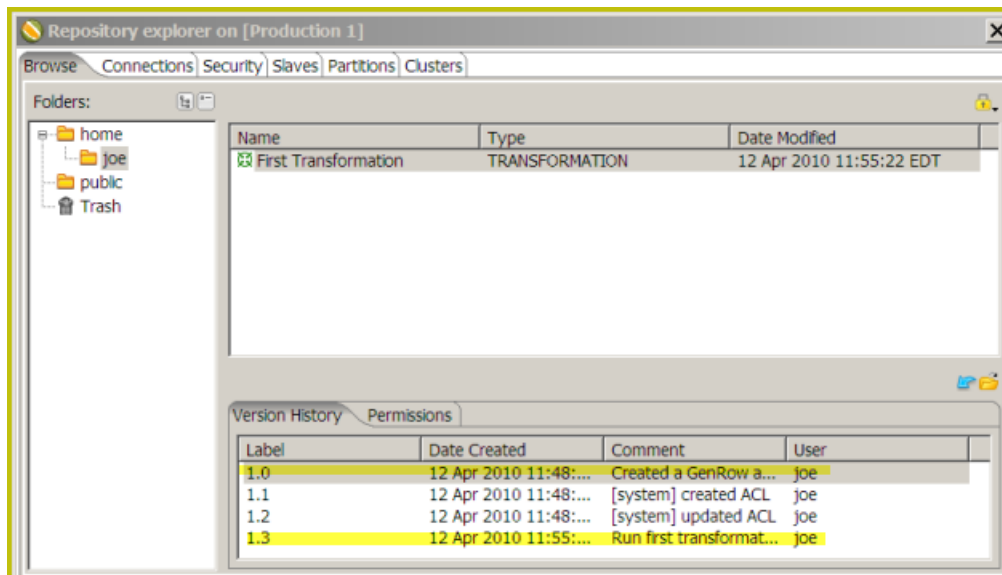 Repository explorer on [Production 1]
Browse Connections Security Slaves Partitions Clusters
Folders:
home
joe
public
Trash
Name Type Date Modified
First Transformation TRANSFORMATION 12 Apr 2010 11:55:22 EDT
Version History Permissions
Label Date Created Comment User
1.0 12 Apr 2010 11:48:... Created a GenRow a... joe
1.1 12 Apr 2010 11:48:... [system] created ACL joe
1.2 12 Apr 2010 11:48:... [system] updated ACL joe
1.3 12 Apr 2010 11:55:... Run first transformat... joe